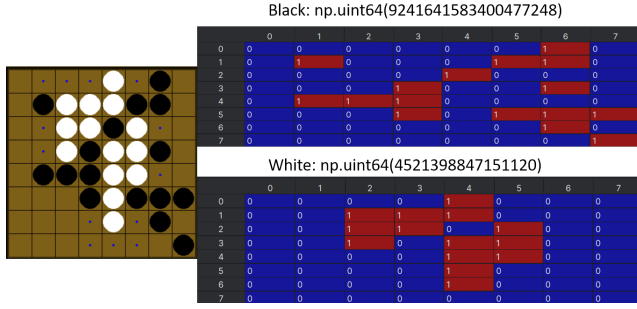 Black: np.uint64(9241641583400477248)
0 1 2 3 4 5 6 7
0 0 0 0 0 0 0 1 0
1 0 1 0 0 0 1 1 0
2 0 0 0 0 1 0 0 0
3 0 0 0 1 0 0 1 0
4 0 1 1 1 0 0 0 0
5 0 0 0 1 0 1 1 1
6 0 0 0 0 0 0 1 0
7 0 0 0 0 0 0 0 1
White: np.uint64(4521398847151120)
0 1 2 3 4 5 6 7
0 0 0 0 0 1 0 0 0
1 0 0 1 1 1 0 0 0
2 0 0 1 1 0 1 0 0
3 0 0 1 0 1 1 0 0
4 0 0 0 0 1 1 0 0
5 0 0 0 0 1 0 0 0
6 0 0 0 0 1 0 0 0
7 0 0 0 0 0 0 0 0